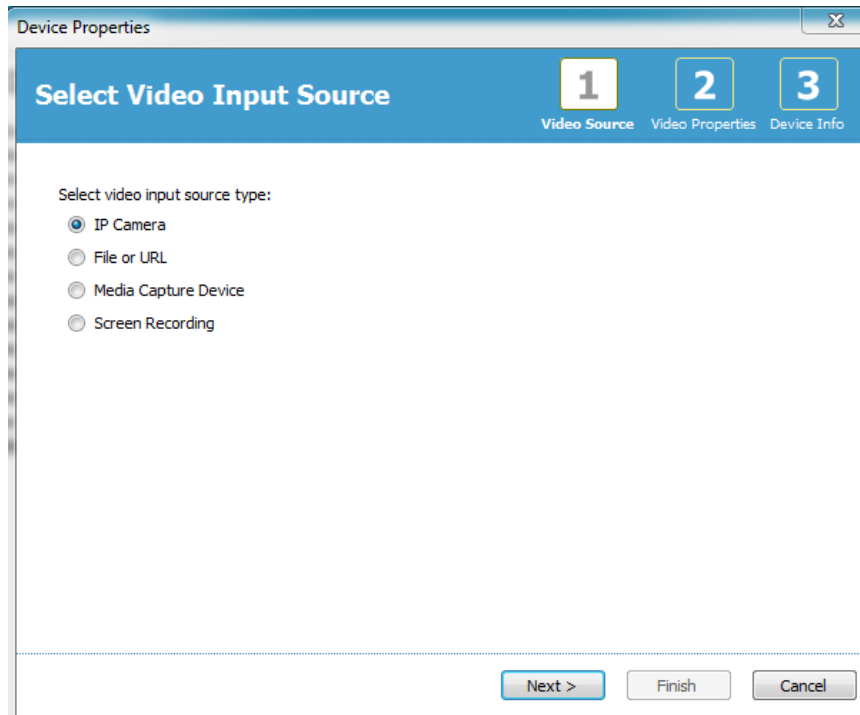 Device Properties
Select Video Input Source
1 2 3
Video Source Video Properties Device Info
Select video input source type:
IP Camera
File or URL
Media Capture Device
Screen Recording
Next > Finish Cancel